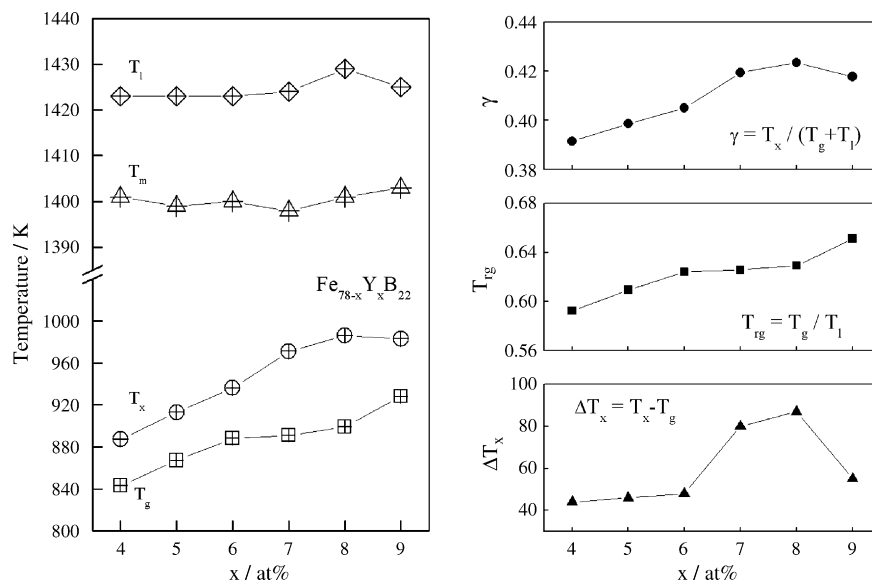 1440
1430
1420
1410
1400
1390
1000
960
920
880
840
800
Temperature / K
T_l
T_m
Fe_78-xY_xB_22
T_x
T_g
4 5 6 7 8 9
x / at%
0.44
0.42
0.40
0.38
γ
γ = T_x / (T_g+T_l)
0.68
0.64
0.60
0.56
T_rg
T_rg = T_g / T_l
100
80
60
40
ΔT_x
ΔT_x = T_x-T_g
4 5 6 7 8 9
x / at%